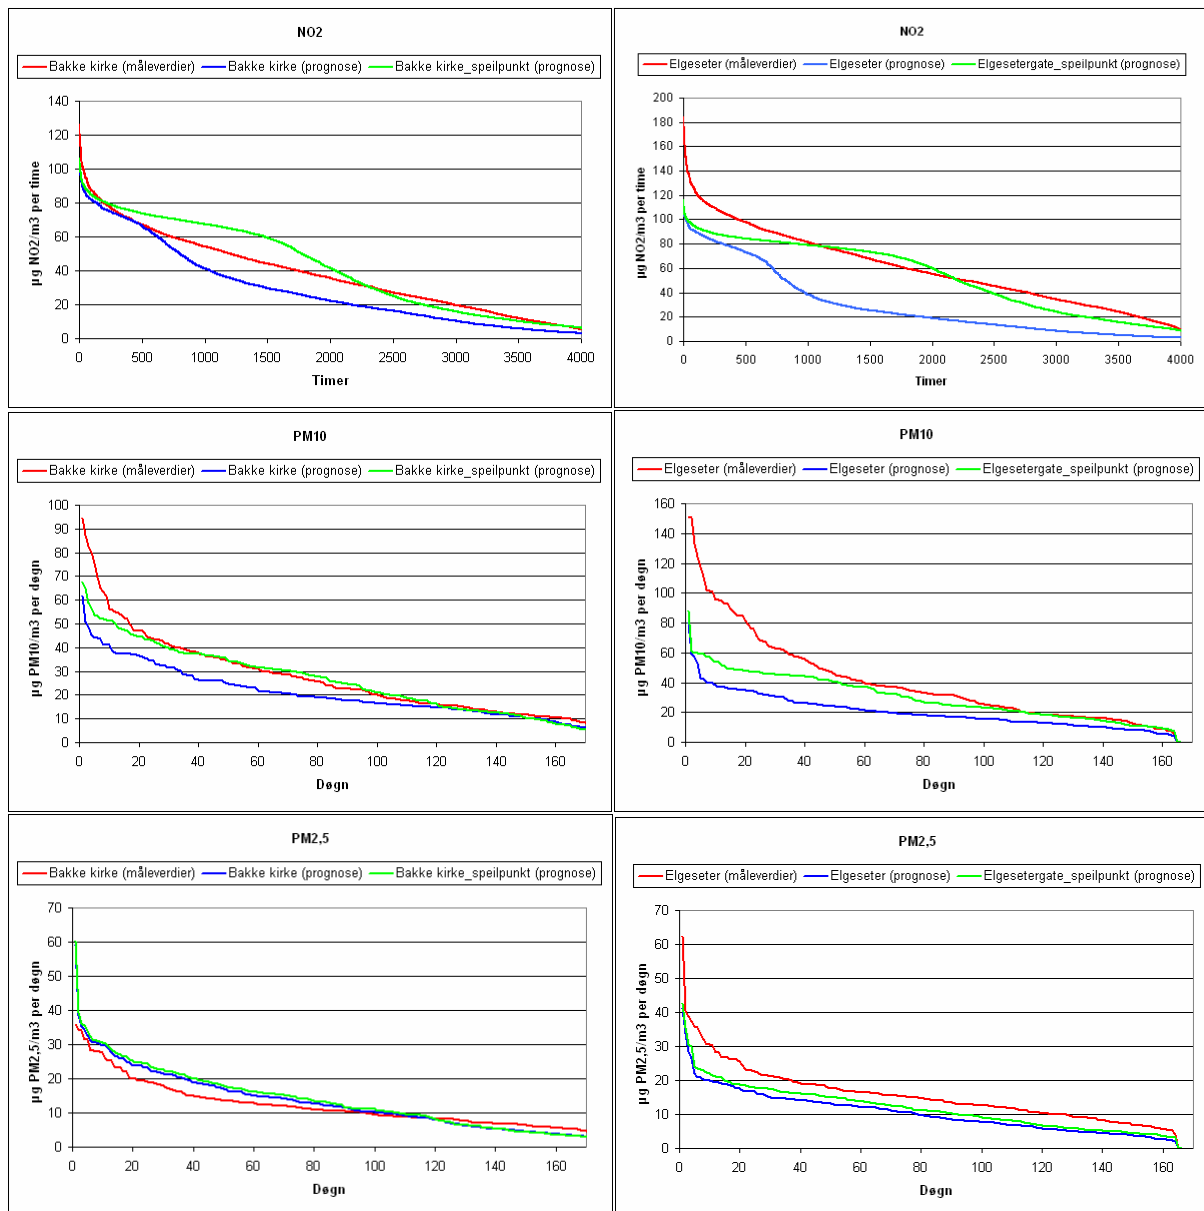 NO2
Bakke kirke (måleverdier) Bakke kirke (prognose) Bakke kirke_speilpunkt (prognose)
140
120
100
80
60
40
20
0
µg NO2/m3 per time
0 500 1000 1500 2000 2500 3000 3500 4000
Timer
NO2
Elgeseter (måleverdier) Elgeseter (prognose) Elgesetergate_speilpunkt (prognose)
200
180
160
140
120
100
80
60
40
20
0
µg NO2/m3 per time
0 500 1000 1500 2000 2500 3000 3500 4000
Timer
PM10
Bakke kirke (måleverdier) Bakke kirke (prognose) Bakke kirke_speilpunkt (prognose)
100
90
80
70
60
50
40
30
20
10
0
µg PM10/m3 per døgn
0 20 40 60 80 100 120 140 160
Døgn
PM10
Elgeseter (måleverdier) Elgeseter (prognose) Elgesetergate_speilpunkt (prognose)
160
140
120
100
80
60
40
20
0
µg PM10/m3 per døgn
0 20 40 60 80 100 120 140 160
Døgn
PM2,5
Bakke kirke (måleverdier) Bakke kirke (prognose) Bakke kirke_speilpunkt (prognose)
70
60
50
40
30
20
10
0
µg PM2,5/m3 per døgn
0 20 40 60 80 100 120 140 160
Døgn
PM2,5
Elgeseter (måleverdier) Elgeseter (prognose) Elgesetergate_speilpunkt (prognose)
70
60
50
40
30
20
10
0
µg PM2,5/m3 per døgn
0 20 40 60 80 100 120 140 160
Døgn